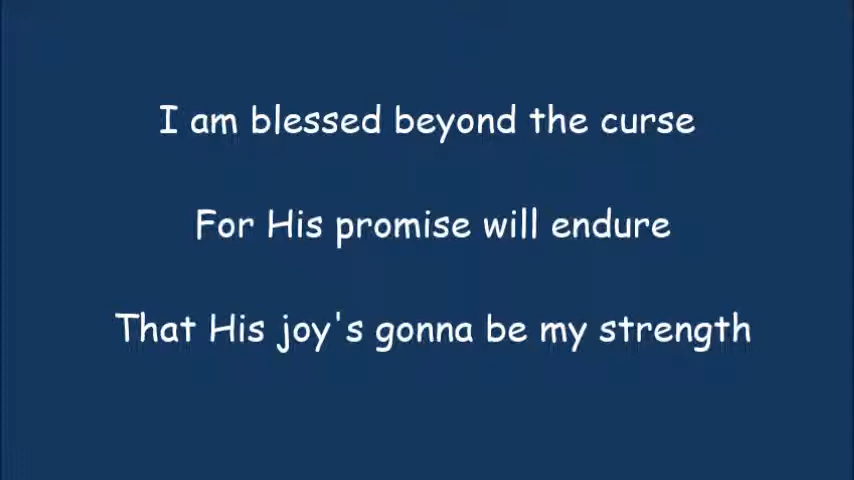 I am blessed beyond the curse
For His promise will endure
That His joy's gonna be my strength